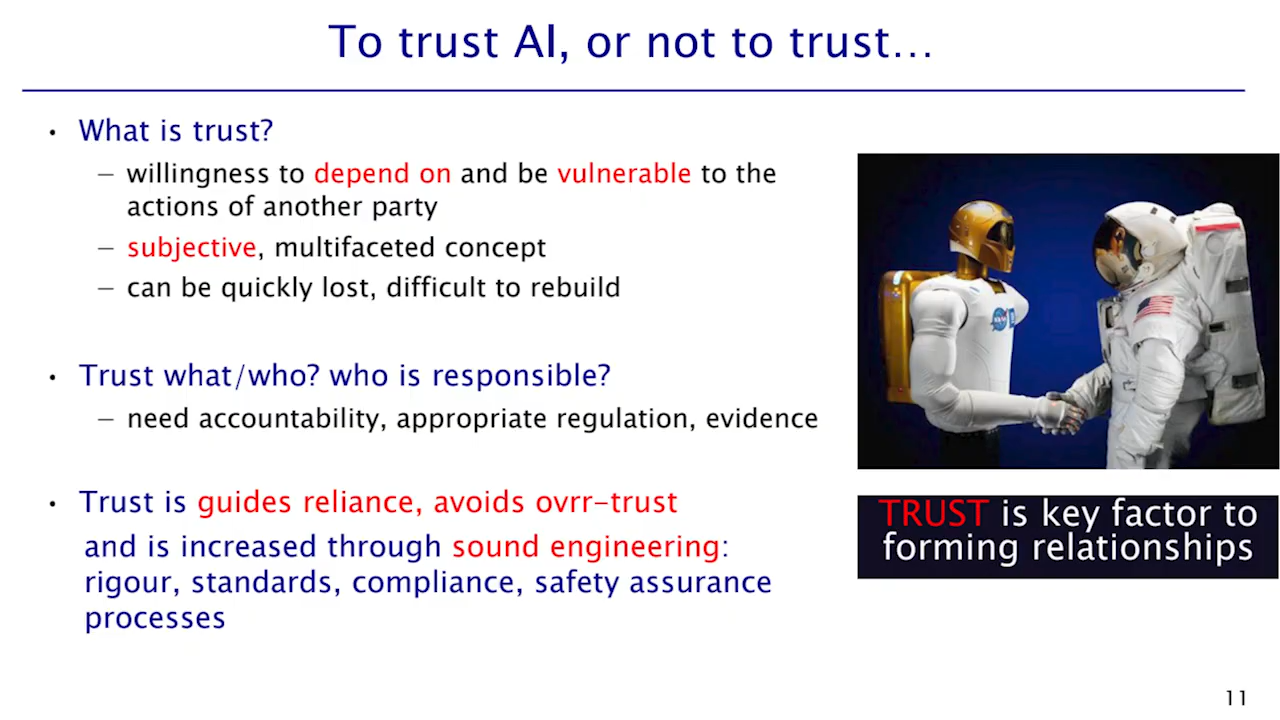 To trust AI, or not to trust…
• What is trust?
– willingness to depend on and be vulnerable to the
actions of another party
– subjective, multifaceted concept
– can be quickly lost, difficult to rebuild
• Trust what/who? who is responsible?
– need accountability, appropriate regulation, evidence
• Trust is guides reliance, avoids ovrr-trust
and is increased through sound engineering:
rigour, standards, compliance, safety assurance
processes
NASA
TRUST is key factor to
forming relationships
11